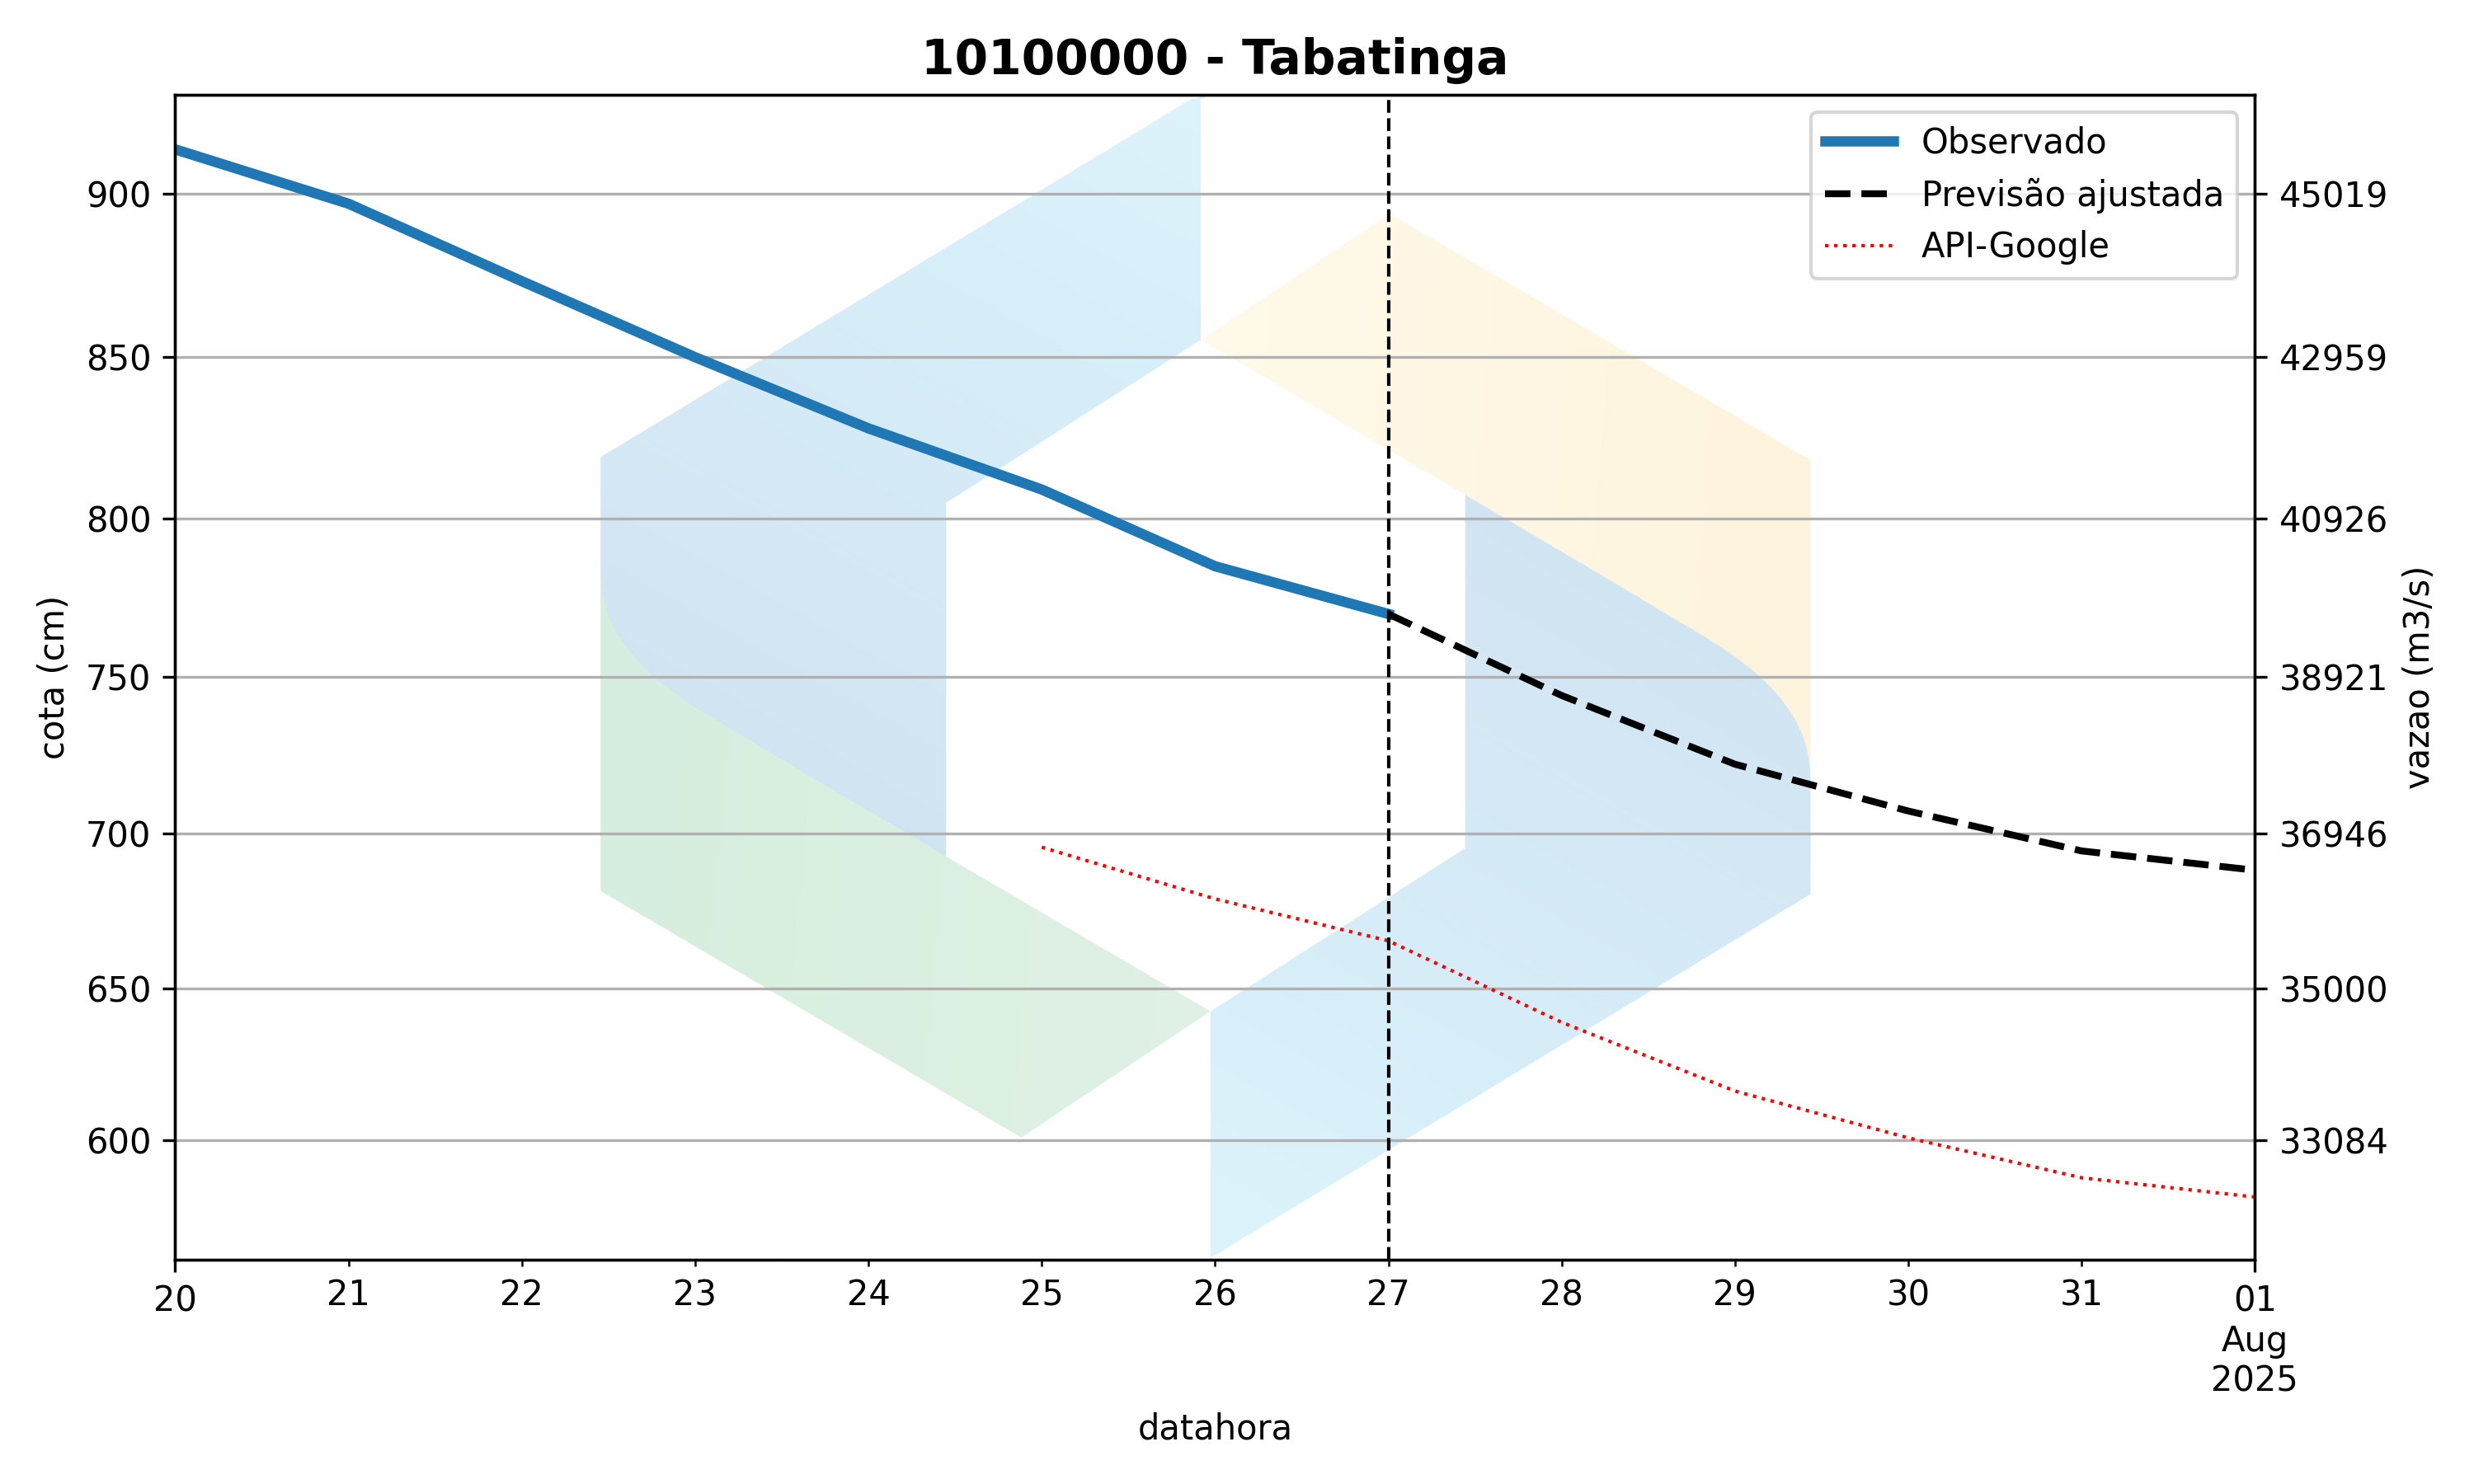 10100000 - Tabatinga
Observado
Previsão ajustada
API-Google
900
850
800
750
700
650
600
cota (cm)
45019
42959
40926
38921
36946
35000
33084
vazao (m3/s)
20 21 22 23 24 25 26 27 28 29 30 31 01
Aug
2025
datahora